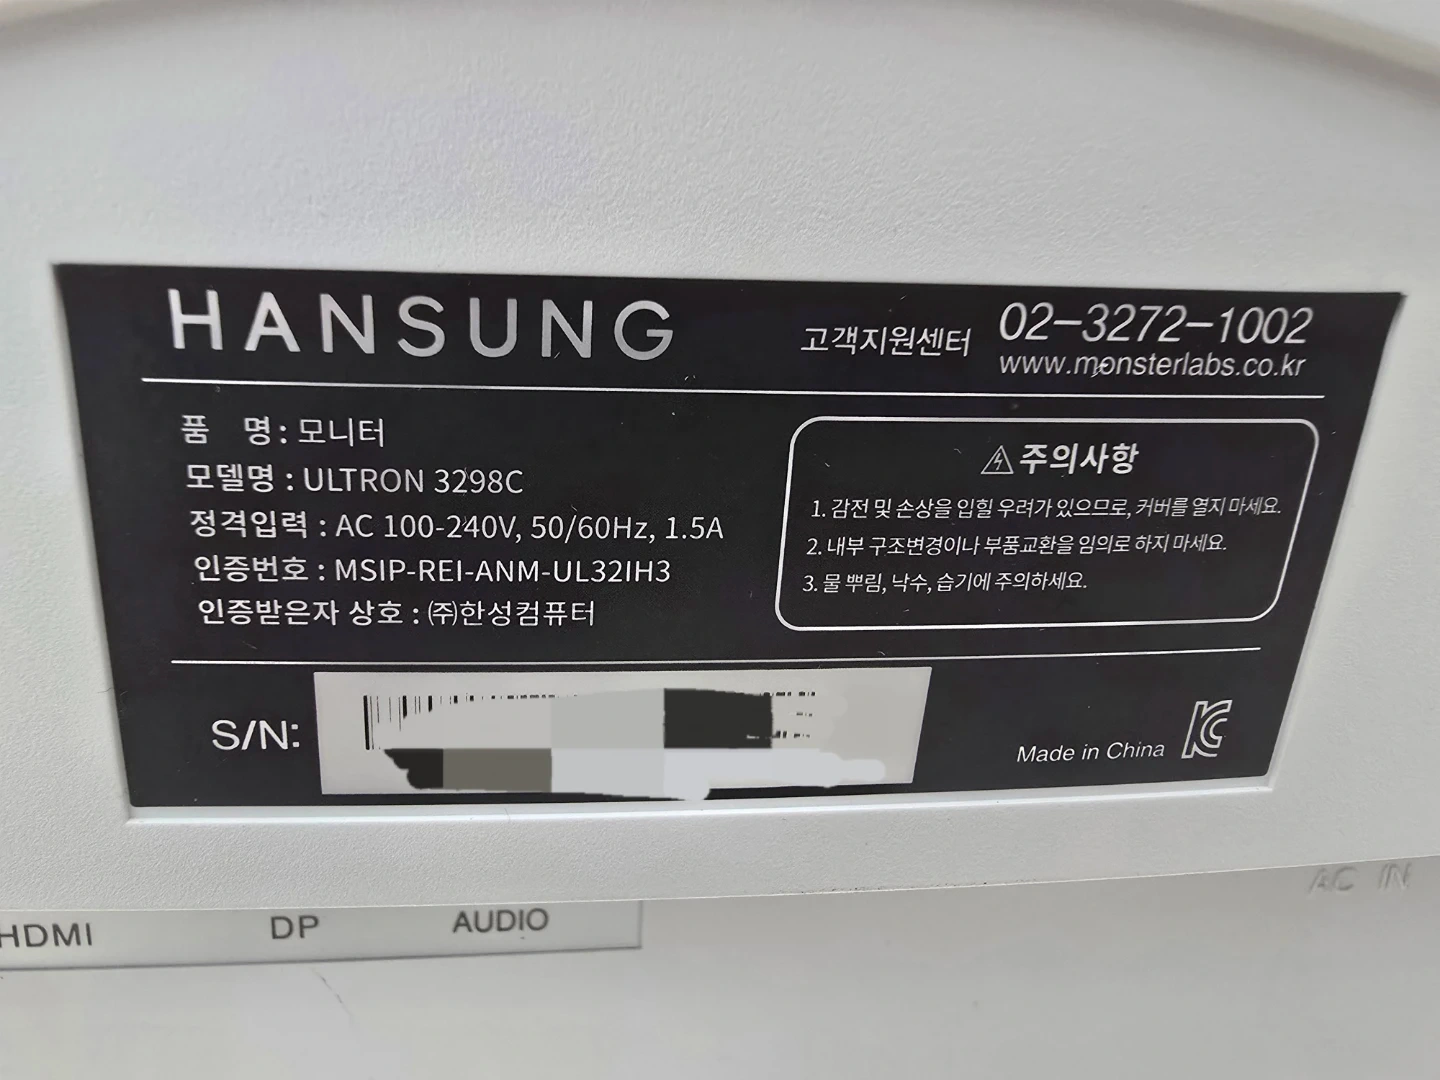 HANSUNG
고객지원센터 02-3272-1002
www.monsterlabs.co.kr
품 명 : 모니터
모델명 : ULTRON 3298C
정격입력 : AC 100-240V, 50/60Hz, 1.5A
인증번호 : MSIP-REI-ANM-UL32IH3
인증받은자 상호 : ㈜한성컴퓨터
주의사항
1. 감전 및 손상을 입힐 우려가 있으므로, 커버를 열지 마세요.
2. 내부 구조변경이나 부품교환을 임의로 하지 마세요.
3. 물 뿌림, 낙수, 습기에 주의하세요.
S/N:
Made in China
AC IN
HDMI DP AUDIO